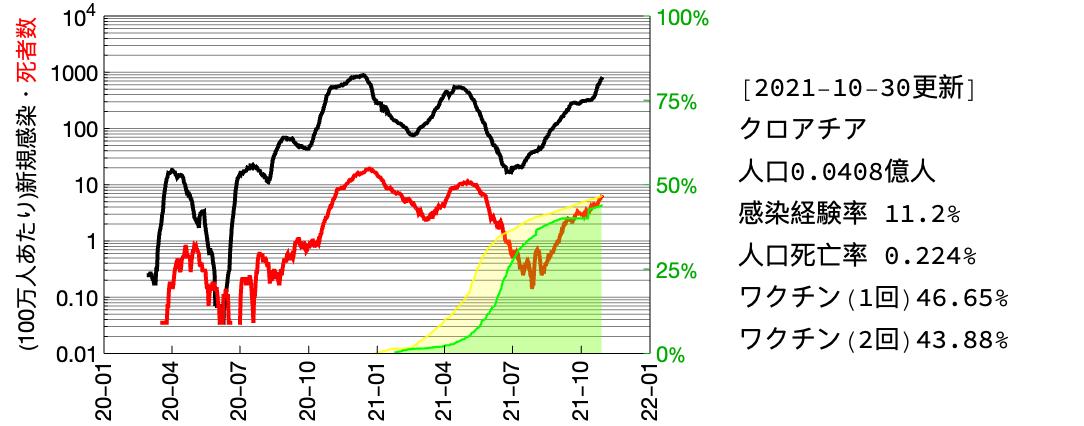 (100万人あたり)新規感染・死者数
10^4
1000
100
10
1
0.10
0.01
100%
75%
50%
25%
0%
20-01
20-04
20-07
20-10
21-01
21-04
21-07
21-10
22-01
[2021-10-30更新]
クロアチア
人口0.0408億人
感染経験率 11.2%
人口死亡率 0.224%
ワクチン(1回)46.65%
ワクチン(2回)43.88%